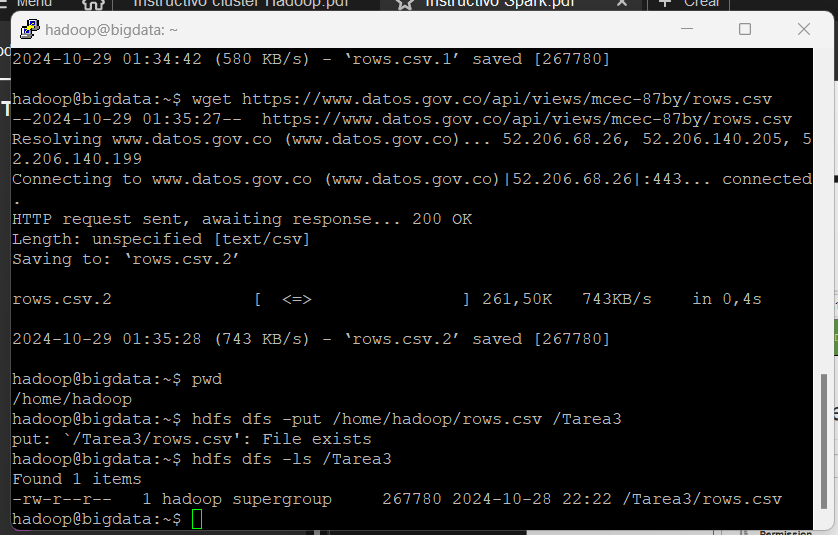 Menú
Instructivo cluster Hadoop.pdf
Instructivo Spark.pdf
Crear
hadoop@bigdata: ~
2024-10-29 01:34:42 (580 KB/s) - ‘rows.csv.1’ saved [267780]
hadoop@bigdata:~$ wget https://www.datos.gov.co/api/views/mcec-87by/rows.csv
--2024-10-29 01:35:27--  https://www.datos.gov.co/api/views/mcec-87by/rows.csv
Resolving www.datos.gov.co (www.datos.gov.co)... 52.206.68.26, 52.206.140.205, 5
2.206.140.199
Connecting to www.datos.gov.co (www.datos.gov.co)|52.206.68.26|:443... connected
.
HTTP request sent, awaiting response... 200 OK
Length: unspecified [text/csv]
Saving to: ‘rows.csv.2’
rows.csv.2              [  <=>               ] 261,50K   743KB/s    in 0,4s
2024-10-29 01:35:28 (743 KB/s) - ‘rows.csv.2’ saved [267780]
hadoop@bigdata:~$ pwd
/home/hadoop
hadoop@bigdata:~$ hdfs dfs -put /home/hadoop/rows.csv /Tarea3
put: `/Tarea3/rows.csv': File exists
hadoop@bigdata:~$ hdfs dfs -ls /Tarea3
Found 1 items
-rw-r--r--   1 hadoop supergroup     267780 2024-10-28 22:22 /Tarea3/rows.csv
hadoop@bigdata:~$
Permission